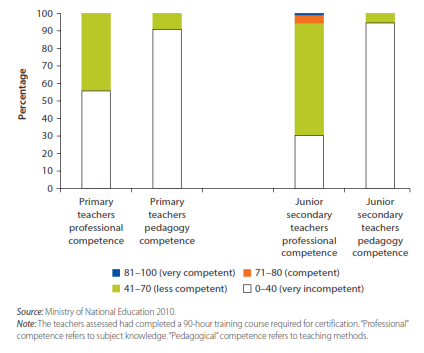 Percentage
100
90
80
70
60
50
40
30
20
10
0
Primary
teachers
professional
competence
Primary
teachers
pedagogy
competence
Junior
secondary
teachers
professional
competence
Junior
secondary
teachers
pedagogy
competence
81–100 (very competent) 71–80 (competent)
41–70 (less competent) 0–40 (very incompetent)
Source: Ministry of National Education 2010.
Note: The teachers assessed had completed a 90-hour training course required for certification. “Professional”
competence refers to subject knowledge. “Pedagogical” competence refers to teaching methods.